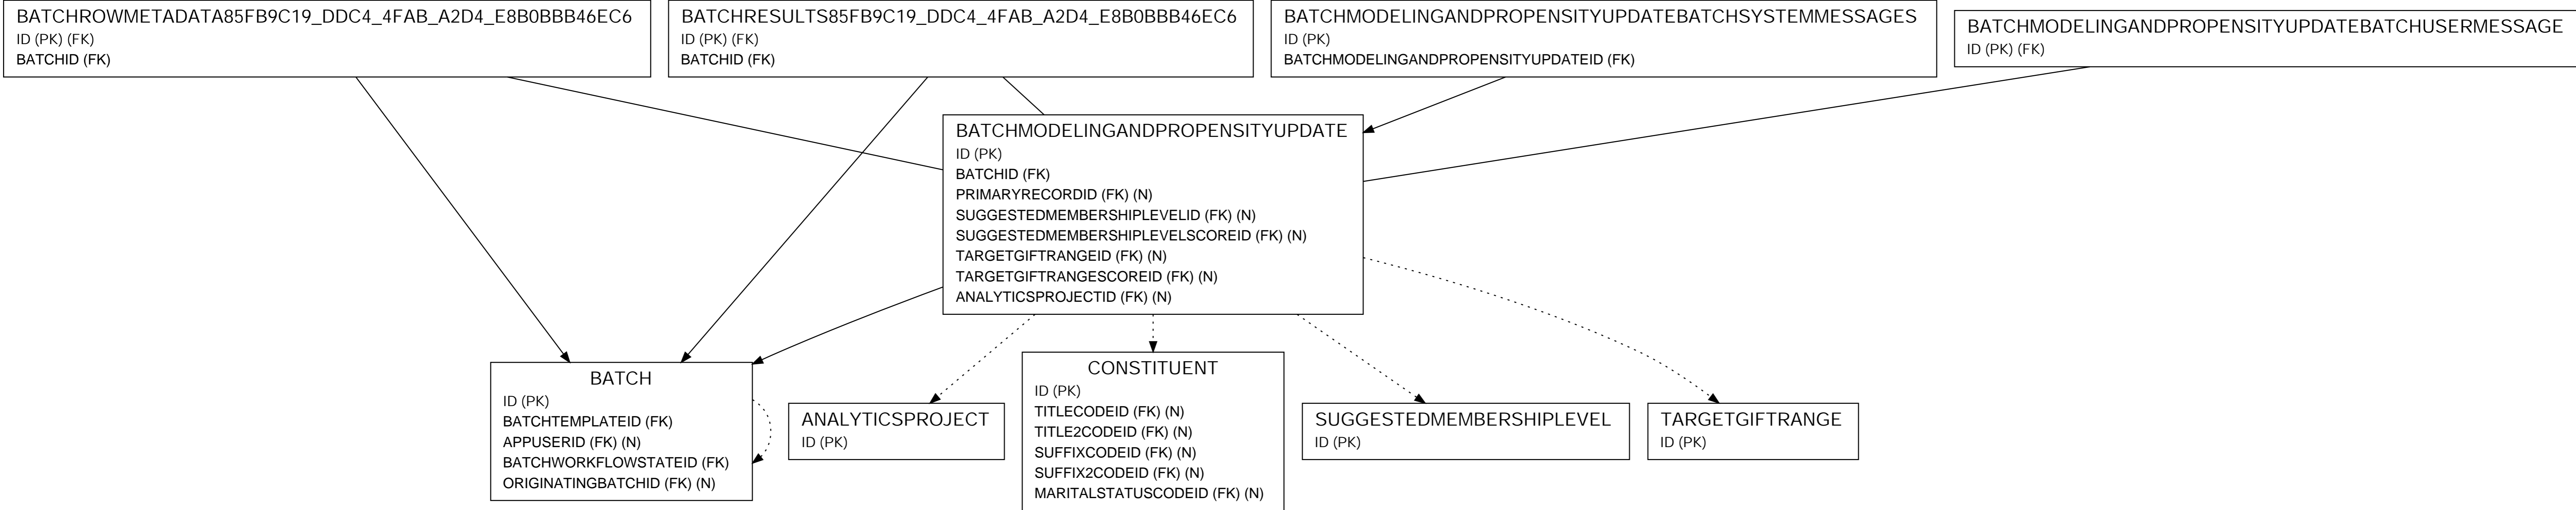 BATCHROWMETADATA85FB9C19_DDC4_4FAB_A2D4_E8B0BBB46EC6
ID (PK) (FK)
BATCHID (FK)
BATCHRESULTS85FB9C19_DDC4_4FAB_A2D4_E8B0BBB46EC6
ID (PK) (FK)
BATCHID (FK)
BATCHMODELINGANDPROPENSITYUPDATEBATCHSYSTEMMESSAGES
ID (PK)
BATCHMODELINGANDPROPENSITYUPDATEID (FK)
BATCHMODELINGANDPROPENSITYUPDATEBATCHUSERMESSAGE
ID (PK) (FK)
BATCHMODELINGANDPROPENSITYUPDATE
ID (PK)
BATCHID (FK)
PRIMARYRECORDID (FK) (N)
SUGGESTEDMEMBERSHIPLEVELID (FK) (N)
SUGGESTEDMEMBERSHIPLEVELSCOREID (FK) (N)
TARGETGIFTRANGEID (FK) (N)
TARGETGIFTRANGESCOREID (FK) (N)
ANALYTICSPROJECTID (FK) (N)
BATCH
ID (PK)
BATCHTEMPLATEID (FK)
APPUSERID (FK) (N)
BATCHWORKFLOWSTATEID (FK)
ORIGINATINGBATCHID (FK) (N)
ANALYTICSPROJECT
ID (PK)
CONSTITUENT
ID (PK)
TITLECODEID (FK) (N)
TITLE2CODEID (FK) (N)
SUFFIXCODEID (FK) (N)
SUFFIX2CODEID (FK) (N)
MARITALSTATUSCODEID (FK) (N)
SUGGESTEDMEMBERSHIPLEVEL
ID (PK)
TARGETGIFTRANGE
ID (PK)